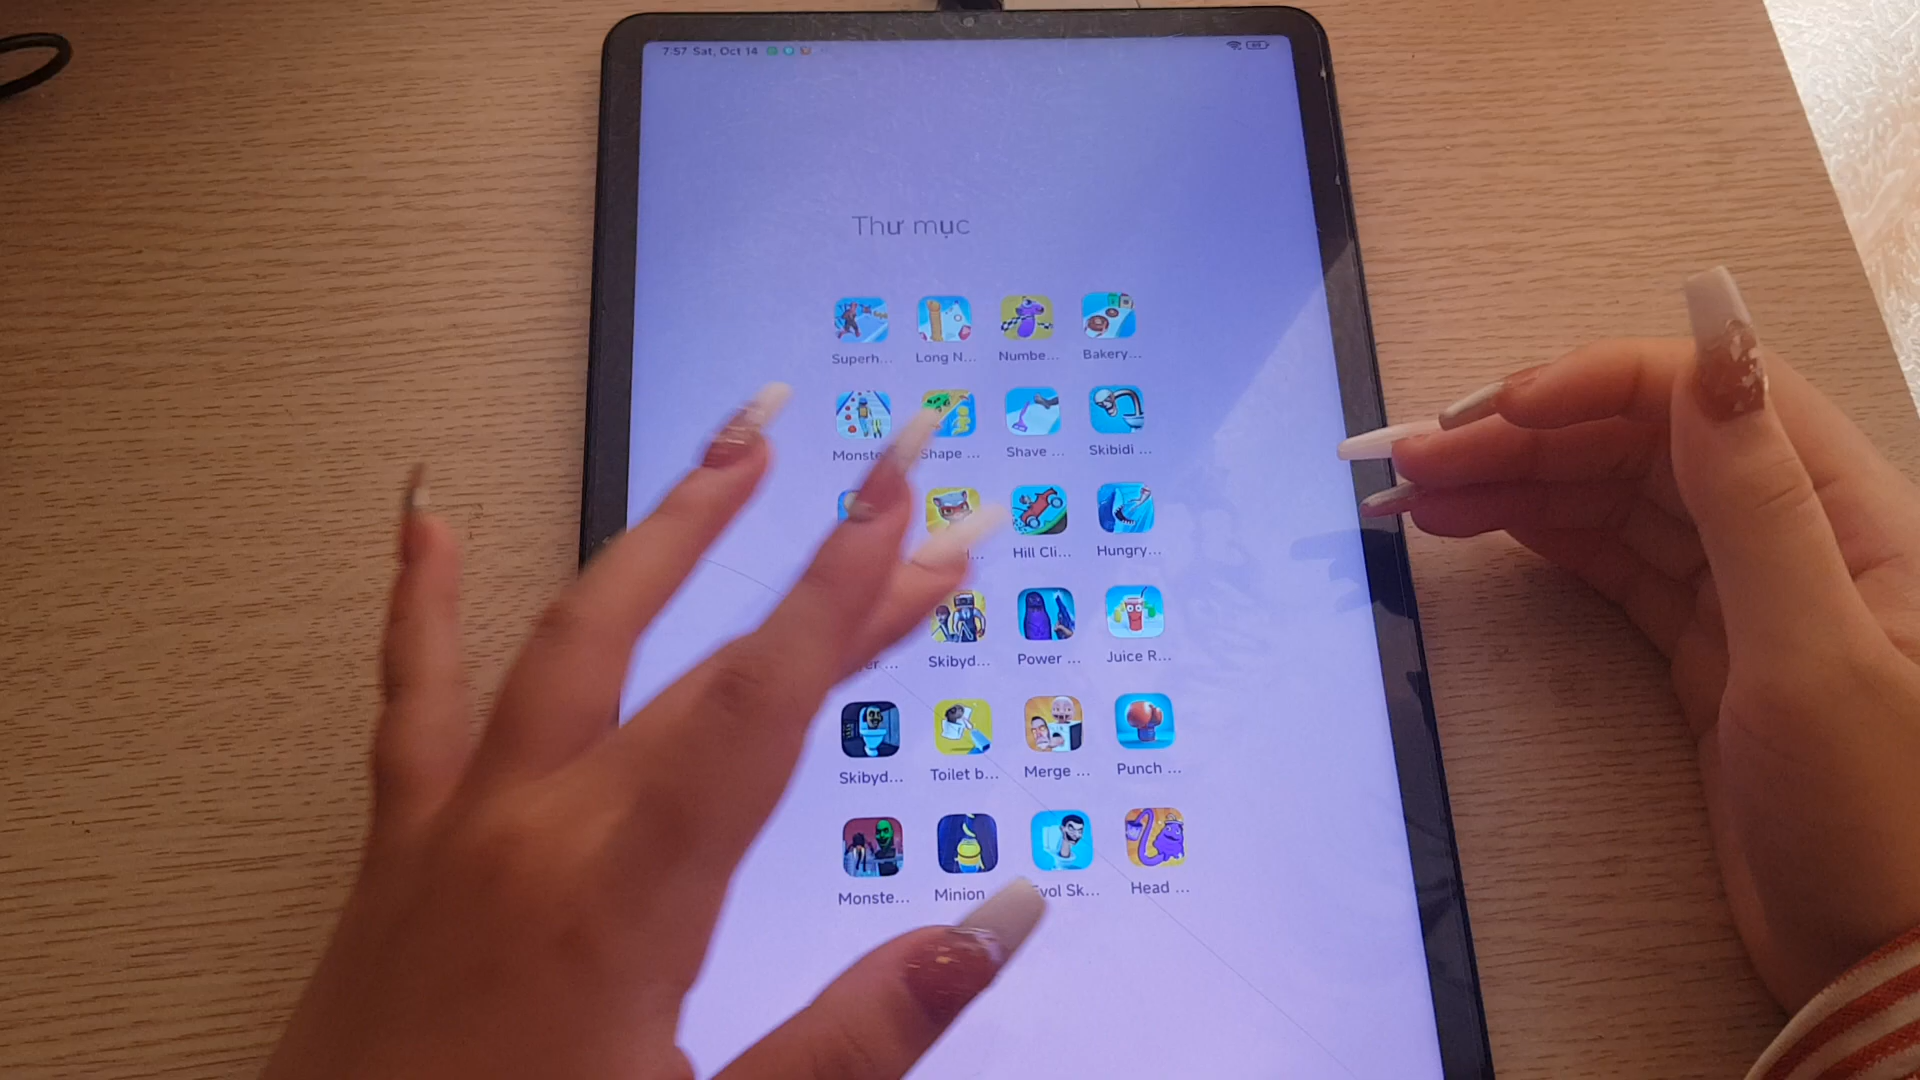 7:57 Sat, Oct 14
Thư mục
Superh... Long N... Numbe... Bakery...
Monste Shape ... Shave ... Skibidi ...
Hill Cli... Hungry...
Skibyd... Power ... Juice R...
Skibyd... Toilet b... Merge ... Punch ...
Monste... Minion Evol Sk... Head ...